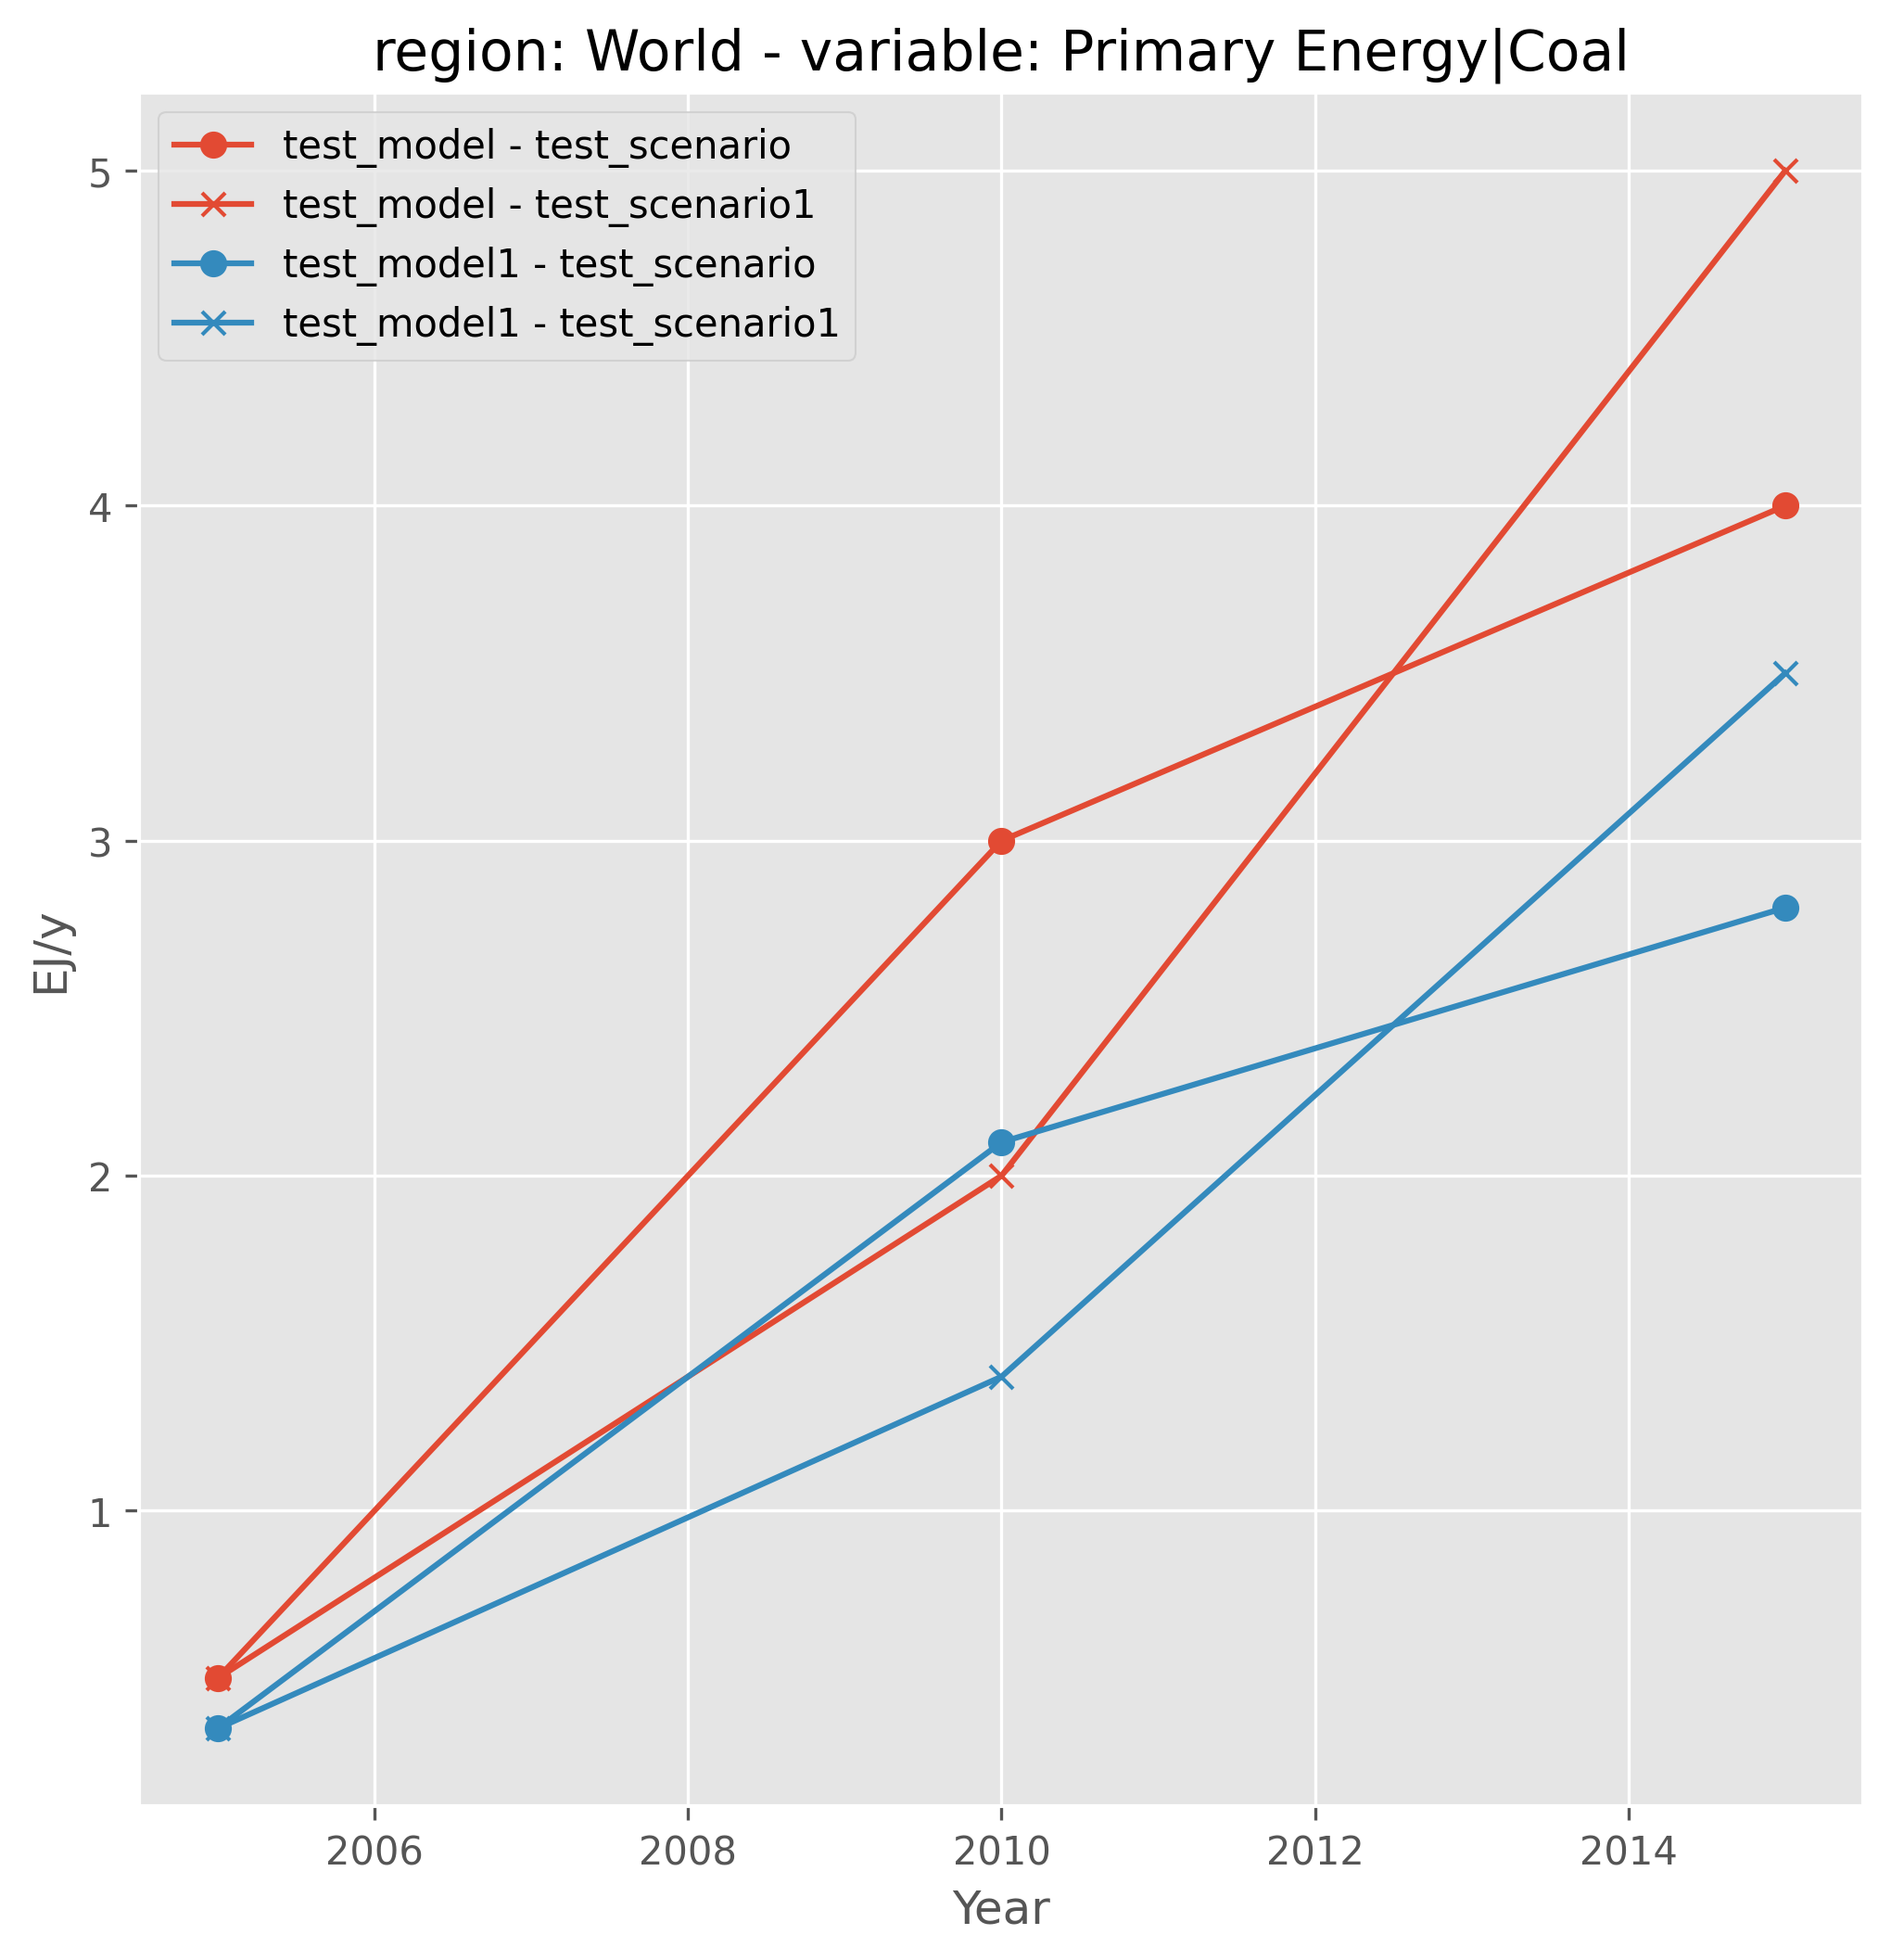 region: World - variable: Primary Energy|Coal
test_model - test_scenario
test_model - test_scenario1
test_model1 - test_scenario
test_model1 - test_scenario1
5
4
3
2
1
EJ/y
2006 2008 2010 2012 2014
Year